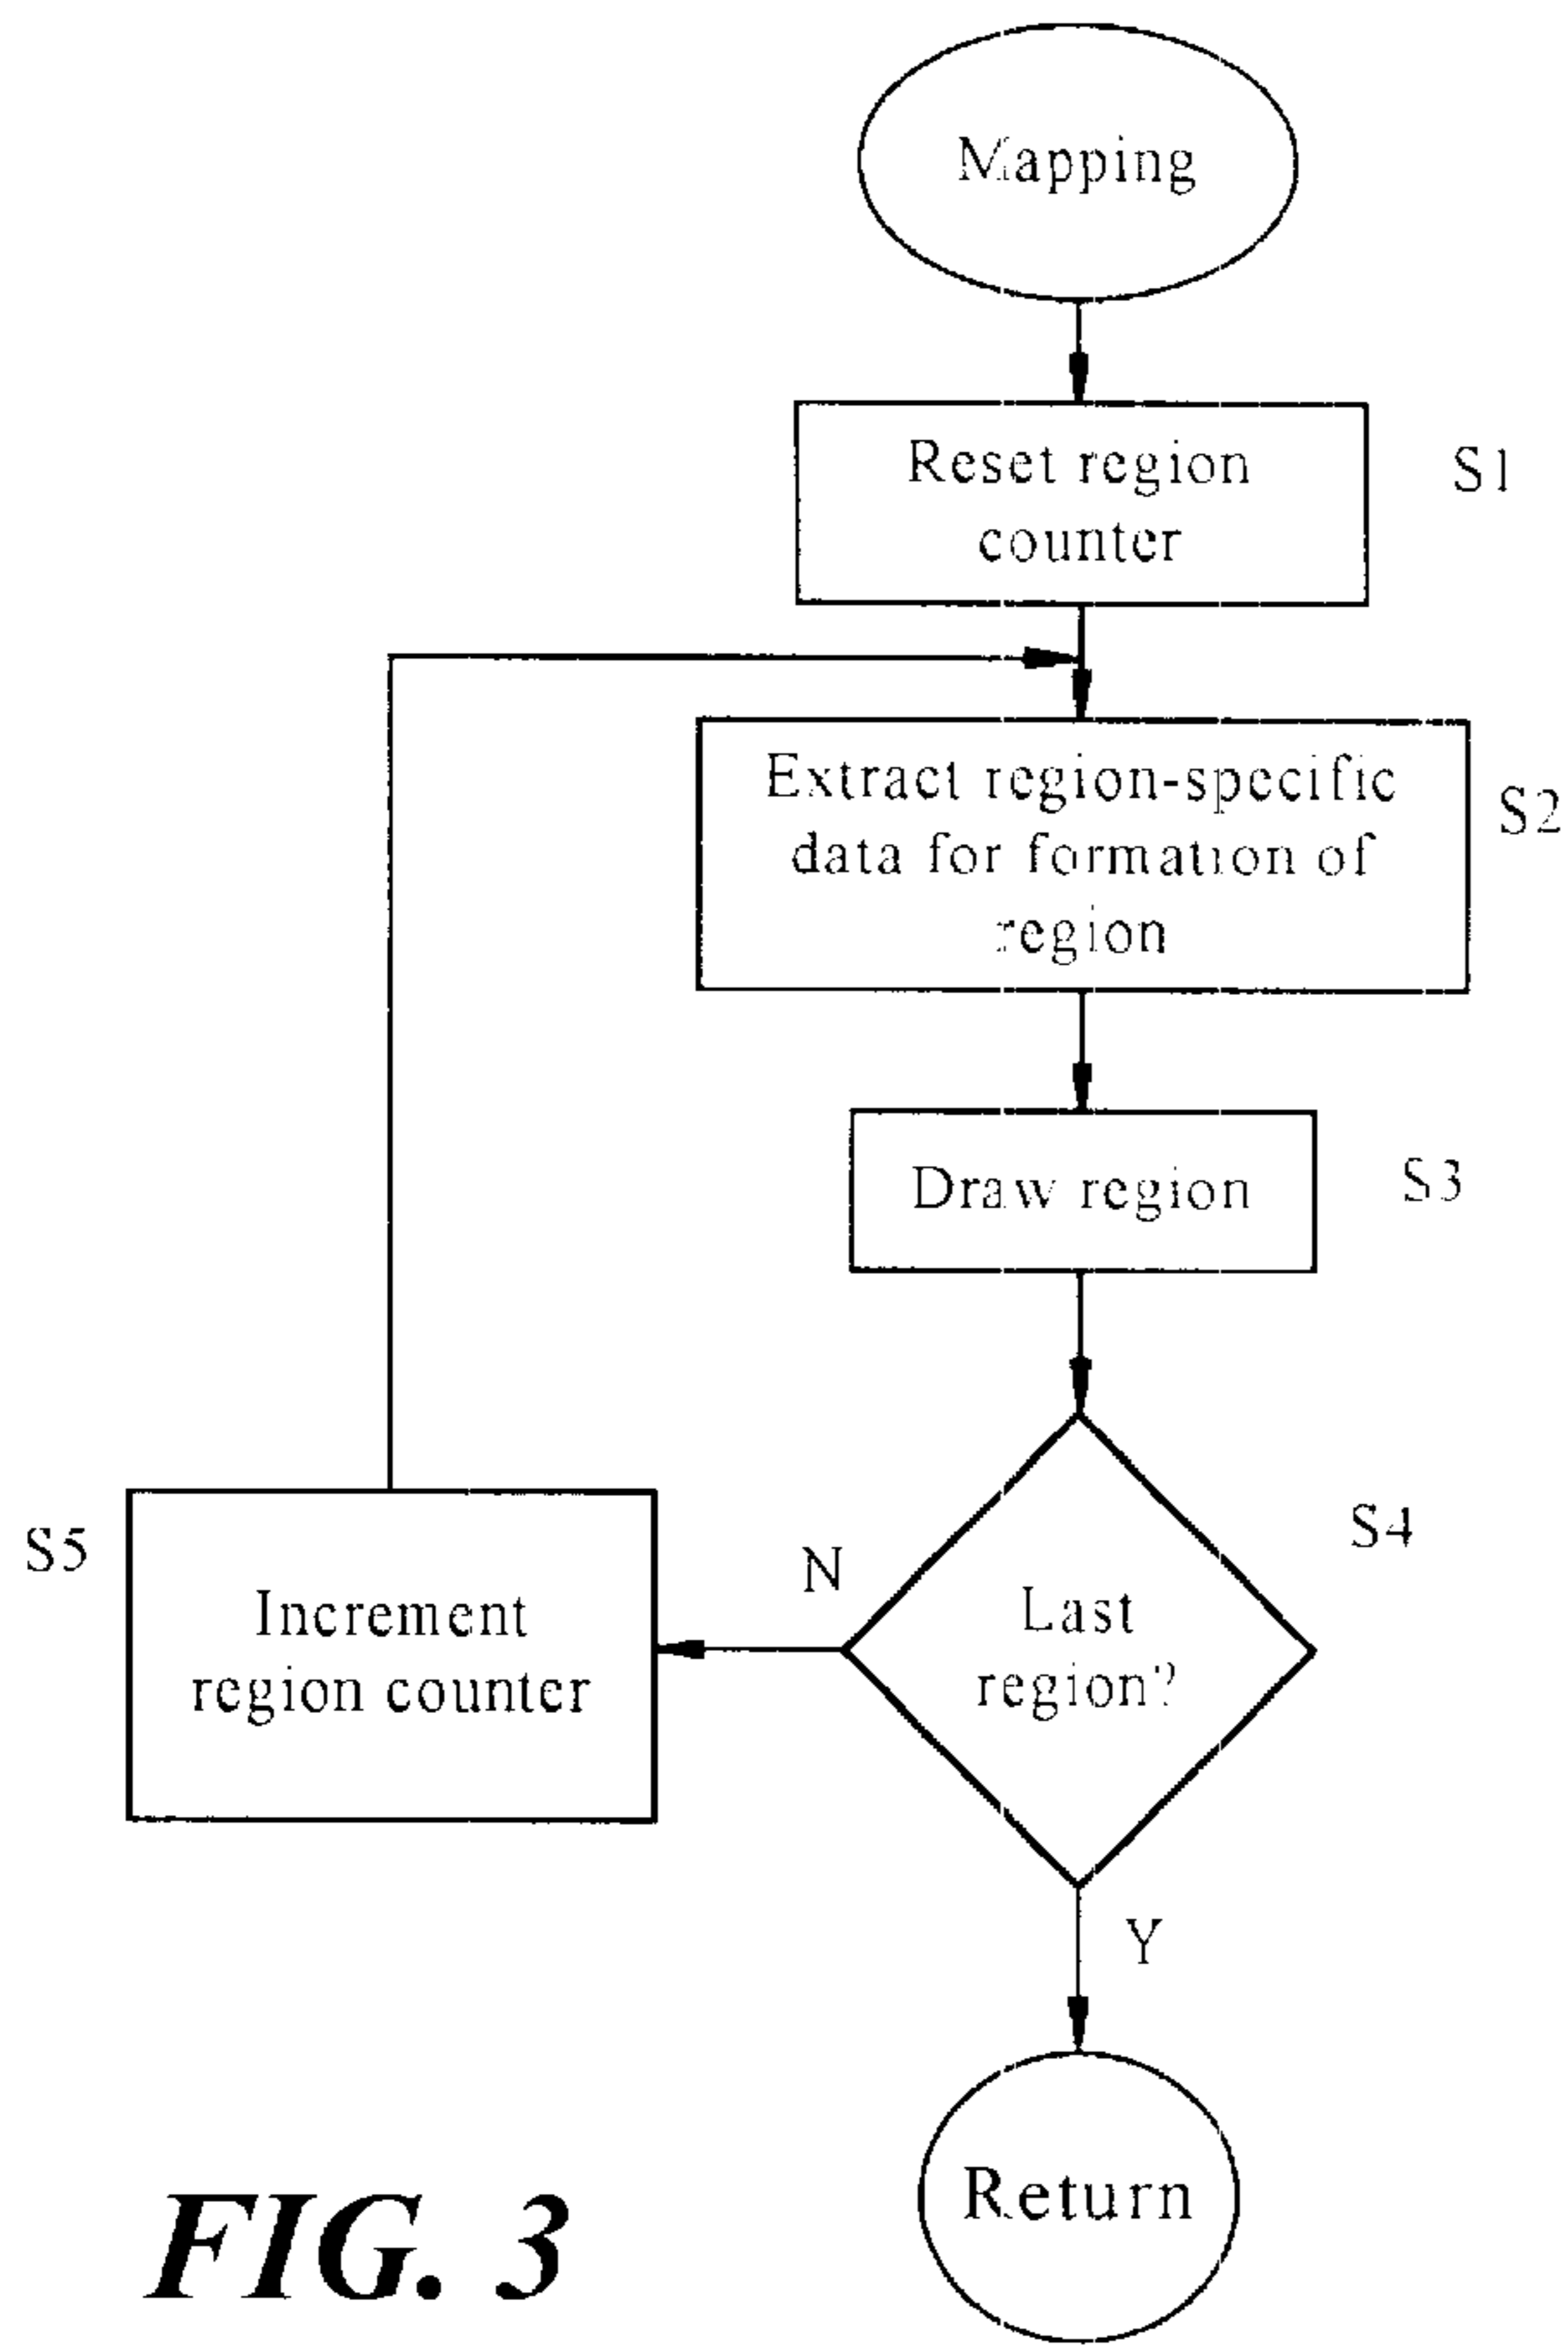 Mapping
Reset region
counter
S1
Extract region-specific
data for formation of
region
S2
Draw region
S3
Last
region?
S4
N
Increment
region counter
S5
Y
Return
FIG. 3